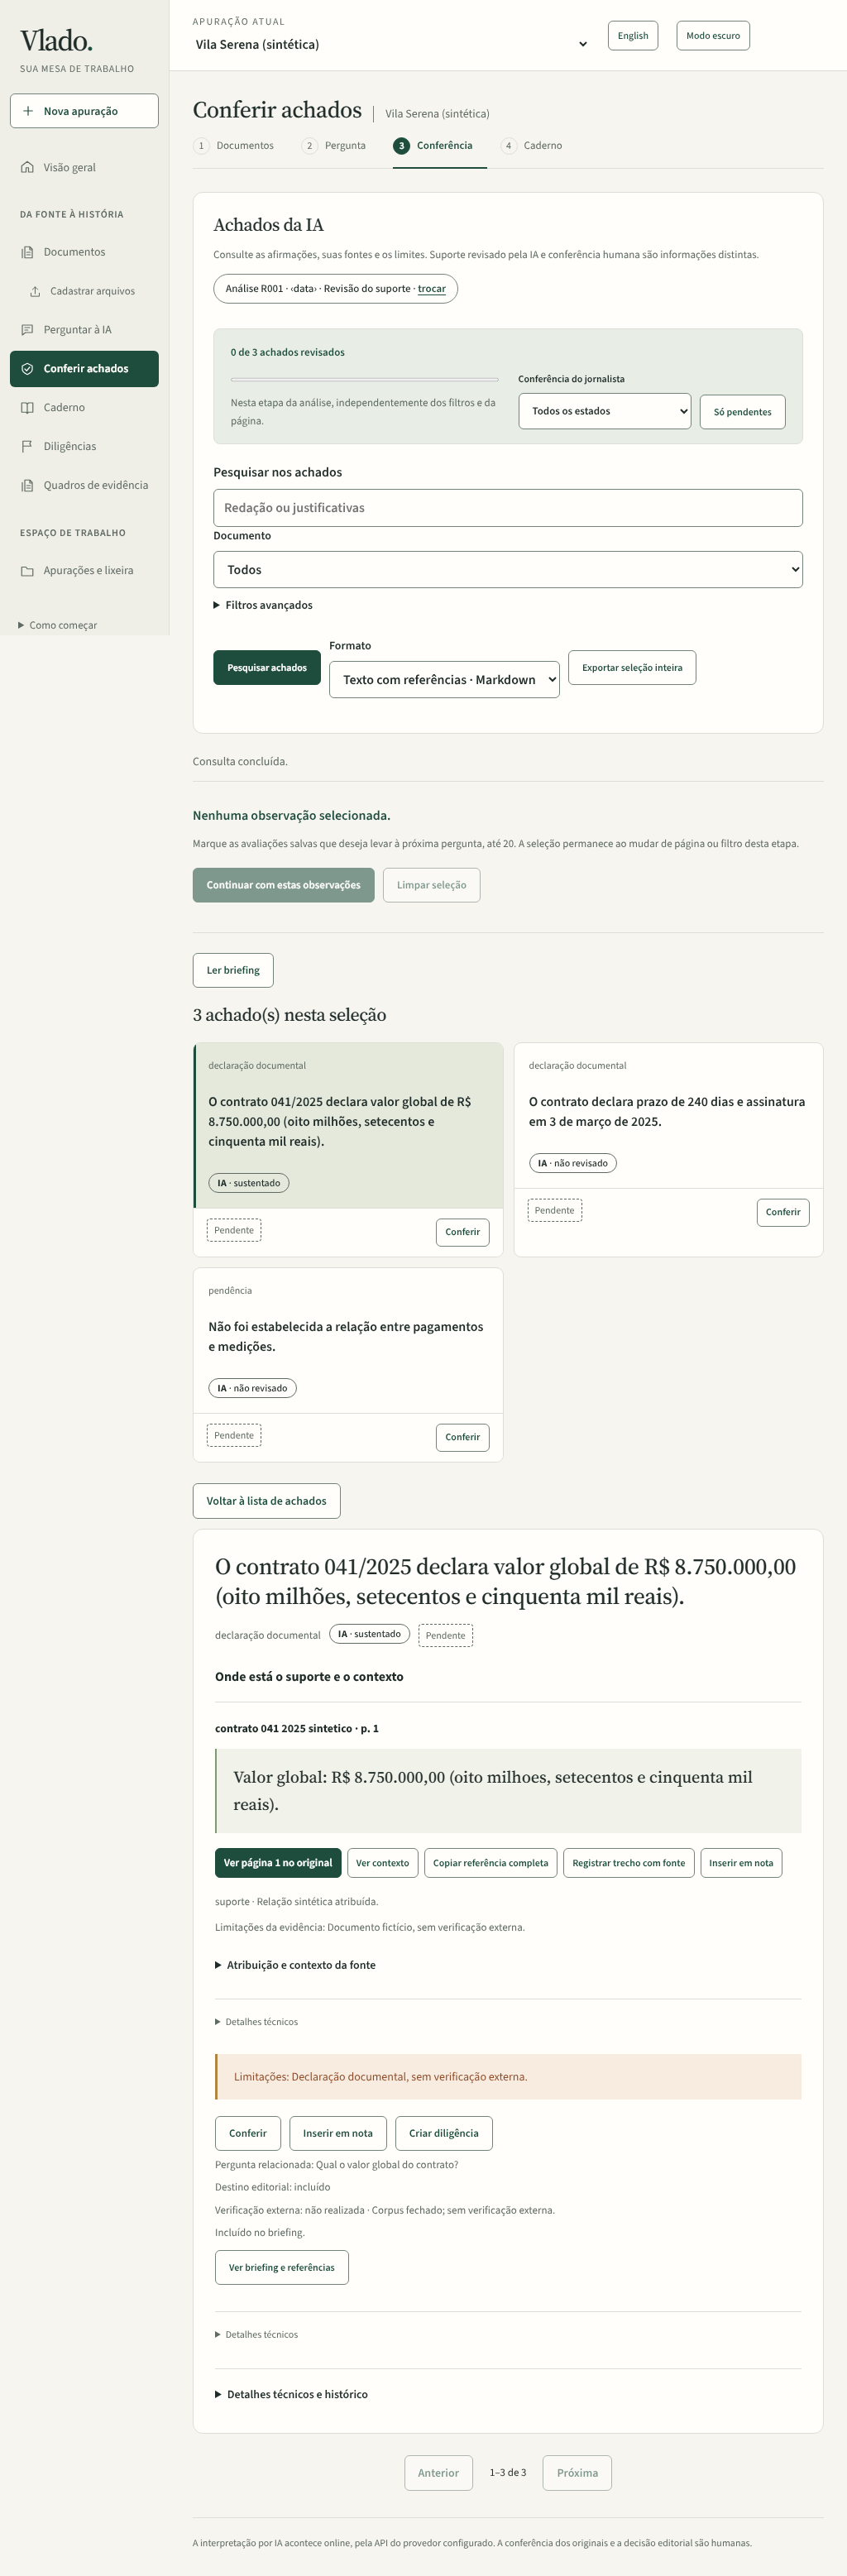 Vlado.
SUA MESA DE TRABALHO
Nova apuração
Visão geral
DA FONTE À HISTÓRIA
Documentos
Cadastrar arquivos
Perguntar à IA
Conferir achados
Caderno
Diligências
Quadros de evidência
ESPAÇO DE TRABALHO
Apurações e lixeira
Como começar
APURAÇÃO ATUAL
Vila Serena (sintética)
English
Modo escuro
Conferir achados
Vila Serena (sintética)
1 Documentos
2 Pergunta
3 Conferência
4 Caderno
Achados da IA
Consulte as afirmações, suas fontes e os limites. Suporte revisado pela IA e conferência humana são informações distintas.
Análise R001 · ‹data› · Revisão do suporte · trocar
0 de 3 achados revisados
Nesta etapa da análise, independentemente dos filtros e da
página.
Conferência do jornalista
Todos os estados
Só pendentes
Pesquisar nos achados
Redação ou justificativas
Documento
Todos
Filtros avançados
Pesquisar achados
Formato
Texto com referências · Markdown
Exportar seleção inteira
Consulta concluída.
Nenhuma observação selecionada.
Marque as avaliações salvas que deseja levar à próxima pergunta, até 20. A seleção permanece ao mudar de página ou filtro desta etapa.
Continuar com estas observações
Limpar seleção
Ler briefing
3 achado(s) nesta seleção
declaração documental
O contrato 041/2025 declara valor global de R$
8.750.000,00 (oito milhões, setecentos e
cinquenta mil reais).
IA · sustentado
Pendente
Conferir
declaração documental
O contrato declara prazo de 240 dias e assinatura
em 3 de março de 2025.
IA · não revisado
Pendente
Conferir
pendência
Não foi estabelecida a relação entre pagamentos
e medições.
IA · não revisado
Pendente
Conferir
Voltar à lista de achados
O contrato 041/2025 declara valor global de R$ 8.750.000,00
(oito milhões, setecentos e cinquenta mil reais).
declaração documental
IA · sustentado
Pendente
Onde está o suporte e o contexto
contrato 041 2025 sintetico · p. 1
Valor global: R$ 8.750.000,00 (oito milhoes, setecentos e cinquenta mil
reais).
Ver página 1 no original
Ver contexto
Copiar referência completa
Registrar trecho com fonte
Inserir em nota
suporte · Relação sintética atribuída.
Limitações da evidência: Documento fictício, sem verificação externa.
Atribuição e contexto da fonte
Detalhes técnicos
Limitações: Declaração documental, sem verificação externa.
Conferir
Inserir em nota
Criar diligência
Pergunta relacionada: Qual o valor global do contrato?
Destino editorial: incluído
Verificação externa: não realizada · Corpus fechado; sem verificação externa.
Incluído no briefing.
Ver briefing e referências
Detalhes técnicos
Detalhes técnicos e histórico
Anterior
1–3 de 3
Próxima
A interpretação por IA acontece online, pela API do provedor configurado. A conferência dos originais e a decisão editorial são humanas.